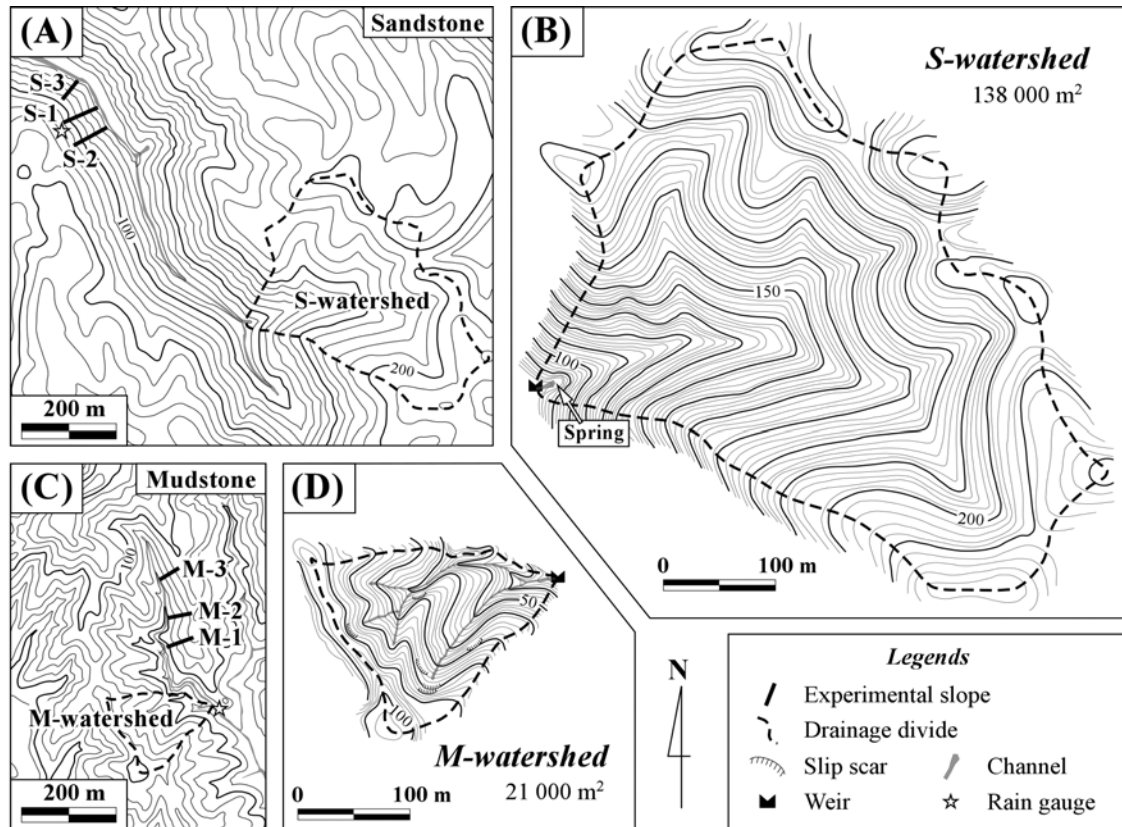 (A)
Sandstone
S-3
S-1
S-2
100
S-watershed
200
200 m
(B)
S-watershed
138 000 m²
150
100
Spring
200
0 100 m
(C)
Mudstone
100
M-3
M-2
M-1
M-watershed
200 m
(D)
50
100
M-watershed
21 000 m²
0 100 m
N
Legends
Experimental slope
Drainage divide
Slip scar
Channel
Weir
Rain gauge